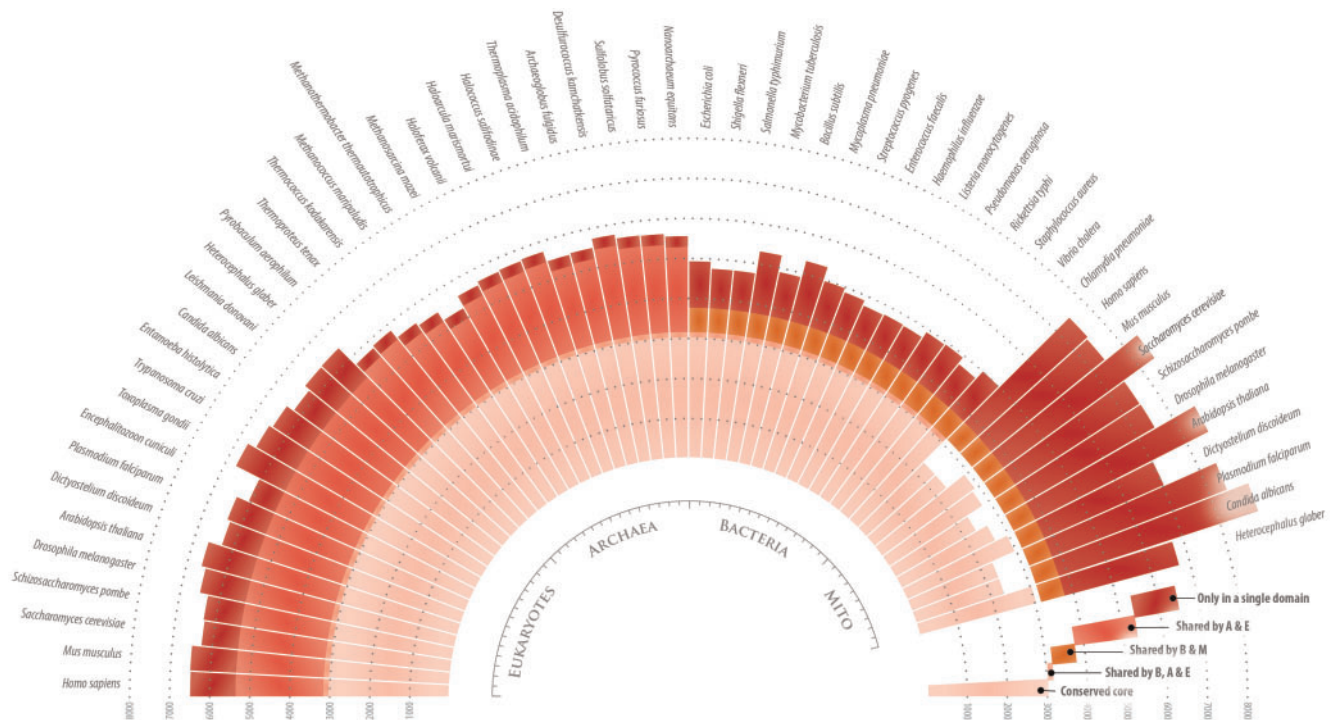 Homo sapiens
Mus musculus
Saccharomyces cerevisiae
Schizosaccharomyces pombe
Drosophila melanogaster
Arabidopsis thaliana
Dictyostelium discoideum
Plasmodium falciparum
Encephalitozoon cuniculi
Toxoplasma gondii
Trypanosoma cruzi
Entamoeba histolytica
Candida albicans
Leishmania donovani
Heterocephalus glaber
Pyrobaculum aerophilum
Thermoproteus tenax
Thermococcus kodakarensis
Methanococcus maripaludis
Methanothermobacter thermautotrophicus
Methanosarcina mazei
Haloferax volcanii
Haloarcula marismortui
Halococcus salifodinae
Thermoplasma acidophilum
Archaeoglobus fulgidus
Desulfurococcus kamchatkensis
Sulfolobus solfataricus
Pyrococcus furiosus
Nanoarchaeum equitans
Escherichia coli
Shigella flexneri
Salmonella typhimurium
Mycobacterium tuberculosis
Bacillus subtilis
Mycoplasma pneumoniae
Streptococcus pyogenes
Enterococcus faecalis
Haemophilus influenzae
Listeria monocytogenes
Pseudomonas aeruginosa
Rickettsia typhi
Staphylococcus aureus
Vibrio cholera
Chlamydia pneumoniae
Homo sapiens
Mus musculus
Saccharomyces cerevisiae
Schizosaccharomyces pombe
Drosophila melanogaster
Arabidopsis thaliana
Dictyostelium discoideum
Plasmodium falciparum
Candida albicans
Heterocephalus glaber
EUKARYOTES
ARCHAEA
BACTERIA
MITO
Only in a single domain
Shared by A & E
Shared by B & M
Shared by B, A & E
Conserved core
8000
7000
6000
5000
4000
3000
2000
1000
1000
2000
3000
4000
5000
6000
7000
8000